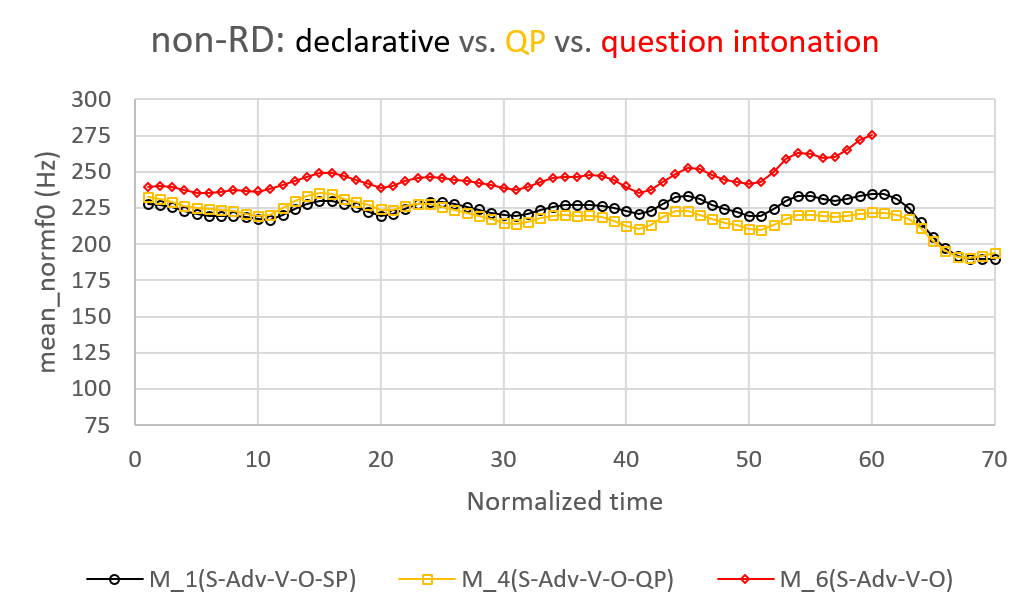 non-RD: declarative vs. QP vs. question intonation
300
275
250
225
200
175
150
125
100
75
mean_normf0 (Hz)
0 10 20 30 40 50 60 70
Normalized time
M_1(S-Adv-V-O-SP) M_4(S-Adv-V-O-QP) M_6(S-Adv-V-O)